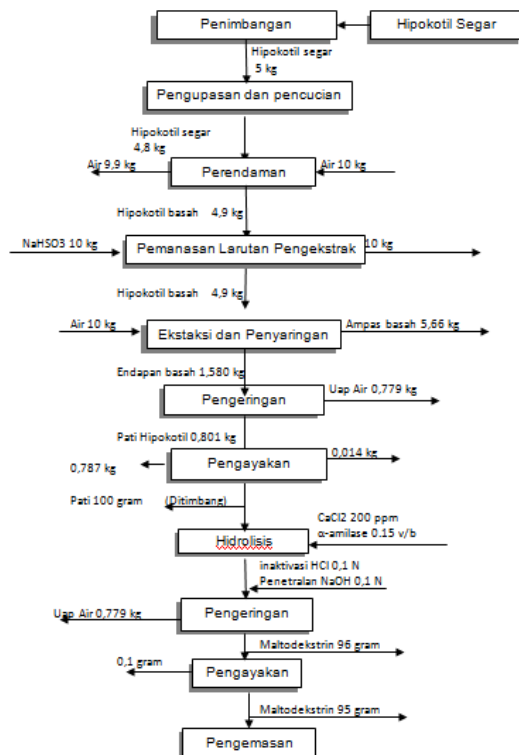 Penimbangan
Hipokotil Segar
Hipokotil segar
5 kg
Pengupasan dan pencucian
Hipokotil segar
4,8 kg
Air 9,9 kg
Perendaman
Air 10 kg
Hipokotil basah 4,9 kg
NaHSO3 10 kg
Pemanasan Larutan Pengekstrak
10 kg
Hipokotil basah 4,9 kg
Air 10 kg
Ekstaksi dan Penyaringan
Ampas basah 5,66 kg
Endapan basah 1,580 kg
Pengeringan
Uap Air 0,779 kg
Pati Hipokotil 0,801 kg
0,787 kg
Pengayakan
0,014 kg
Pati 100 gram (Ditimbang)
CaCl2 200 ppm
α-amilase 0.15 v/b
Hidrolisis
inaktivasi HCl 0,1 N
Penetralan NaOH 0,1 N
Uap Air 0,779 kg
Pengeringan
Maltodekstrin 96 gram
0,1 gram
Pengayakan
Maltodekstrin 95 gram
Pengemasan